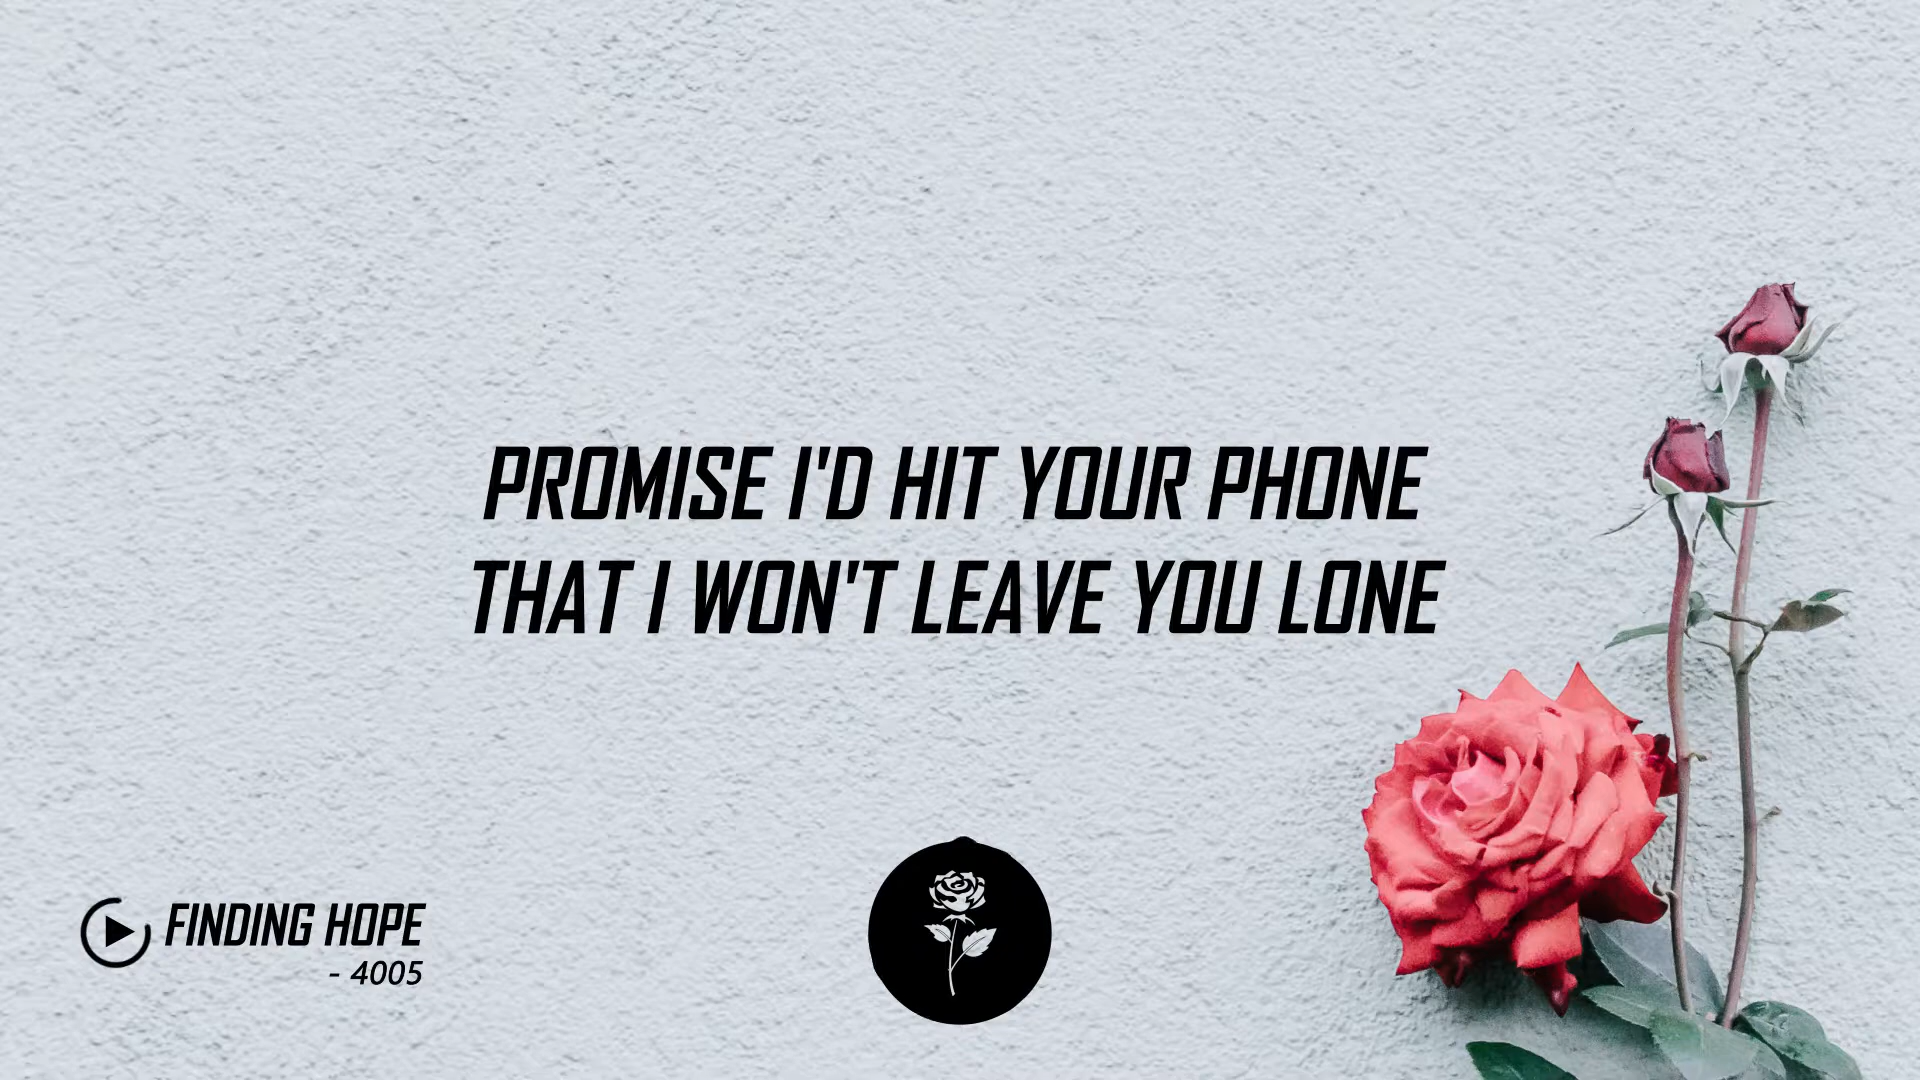 PROMISE I'D HIT YOUR PHONE
THAT I WON'T LEAVE YOU LONE
FINDING HOPE
- 4005